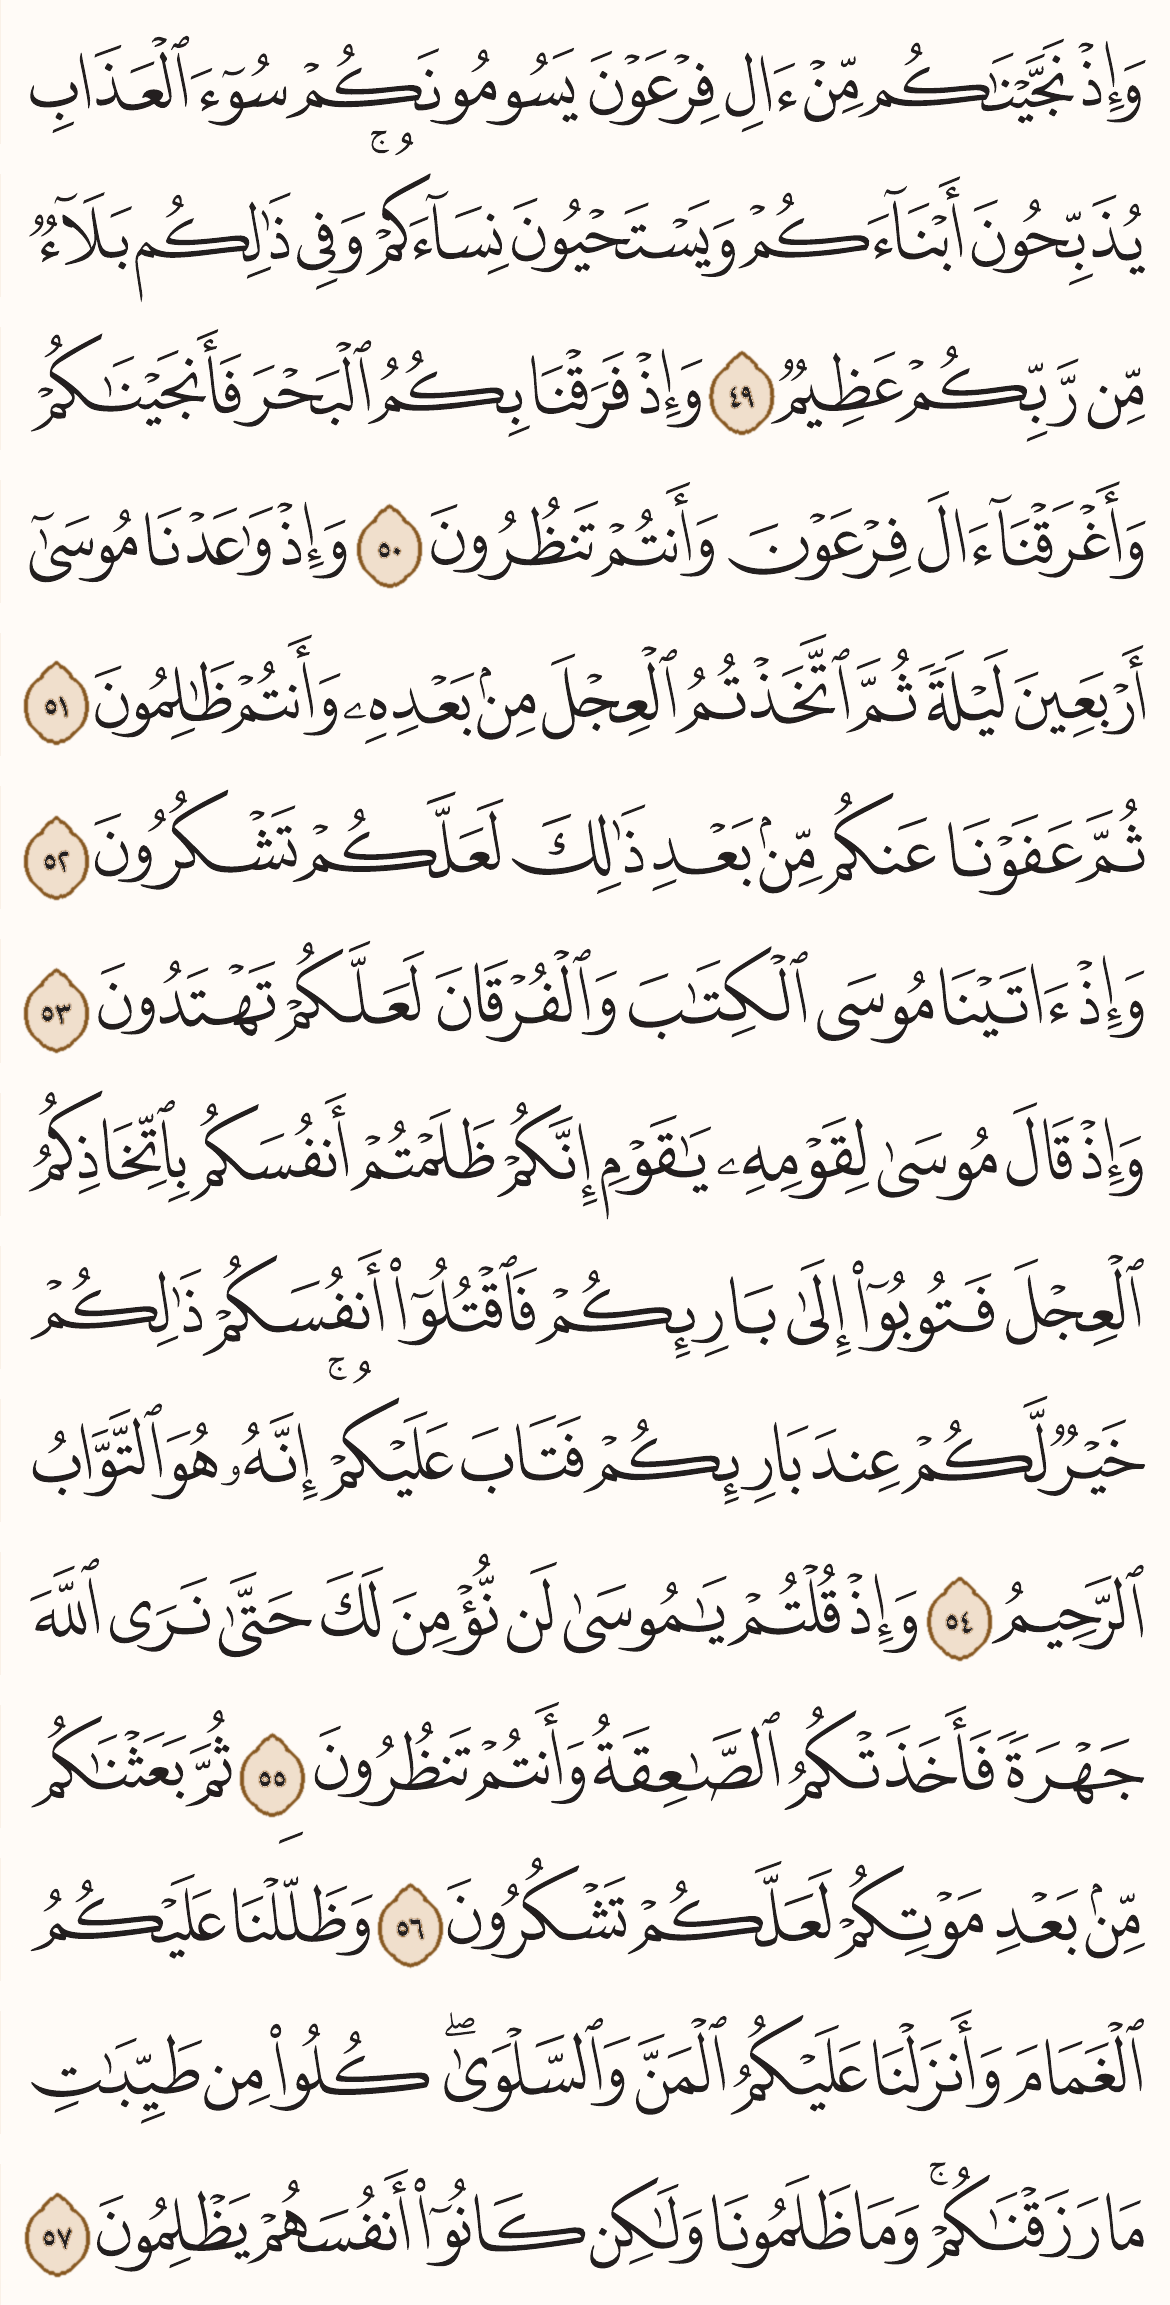 وَإِذۡ نَجَّيۡنَٰكُم مِّنۡ ءَالِ فِرۡعَوۡنَ يَسُومُونَكُمۡ سُوٓءَ ٱلۡعَذَابِ
يُذَبِّحُونَ أَبۡنَآءَكُمۡ وَيَسۡتَحۡيُونَ نِسَآءَكُمۡۚ وَفِي ذَٰلِكُم بَلَآءٞ
مِّن رَّبِّكُمۡ عَظِيمٞ ٤٩ وَإِذۡ فَرَقۡنَا بِكُمُ ٱلۡبَحۡرَ فَأَنجَيۡنَٰكُمۡ
وَأَغۡرَقۡنَآ ءَالَ فِرۡعَوۡنَ وَأَنتُمۡ تَنظُرُونَ ٥٠ وَإِذۡ وَٰعَدۡنَا مُوسَىٰٓ
أَرۡبَعِينَ لَيۡلَةٗ ثُمَّ ٱتَّخَذۡتُمُ ٱلۡعِجۡلَ مِنۢ بَعۡدِهِۦ وَأَنتُمۡ ظَٰلِمُونَ ٥١
ثُمَّ عَفَوۡنَا عَنكُم مِّنۢ بَعۡدِ ذَٰلِكَ لَعَلَّكُمۡ تَشۡكُرُونَ ٥٢
وَإِذۡ ءَاتَيۡنَا مُوسَى ٱلۡكِتَٰبَ وَٱلۡفُرۡقَانَ لَعَلَّكُمۡ تَهۡتَدُونَ ٥٣
وَإِذۡ قَالَ مُوسَىٰ لِقَوۡمِهِۦ يَٰقَوۡمِ إِنَّكُمۡ ظَلَمۡتُمۡ أَنفُسَكُم بِٱتِّخَاذِكُمُ
ٱلۡعِجۡلَ فَتُوبُوٓاْ إِلَىٰ بَارِئِكُمۡ فَٱقۡتُلُوٓاْ أَنفُسَكُمۡ ذَٰلِكُمۡ
خَيۡرٞ لَّكُمۡ عِندَ بَارِئِكُمۡ فَتَابَ عَلَيۡكُمۡۚ إِنَّهُۥ هُوَ ٱلتَّوَّابُ
ٱلرَّحِيمُ ٥٤ وَإِذۡ قُلۡتُمۡ يَٰمُوسَىٰ لَن نُّؤۡمِنَ لَكَ حَتَّىٰ نَرَى ٱللَّهَ
جَهۡرَةٗ فَأَخَذَتۡكُمُ ٱلصَّٰعِقَةُ وَأَنتُمۡ تَنظُرُونَ ٥٥ ثُمَّ بَعَثۡنَٰكُم
مِّنۢ بَعۡدِ مَوۡتِكُمۡ لَعَلَّكُمۡ تَشۡكُرُونَ ٥٦ وَظَلَّلۡنَا عَلَيۡكُمُ
ٱلۡغَمَامَ وَأَنزَلۡنَا عَلَيۡكُمُ ٱلۡمَنَّ وَٱلسَّلۡوَىٰۖ كُلُواْ مِن طَيِّبَٰتِ
مَا رَزَقۡنَٰكُمۡۚ وَمَا ظَلَمُونَا وَلَٰكِن كَانُوٓاْ أَنفُسَهُمۡ يَظۡلِمُونَ ٥٧